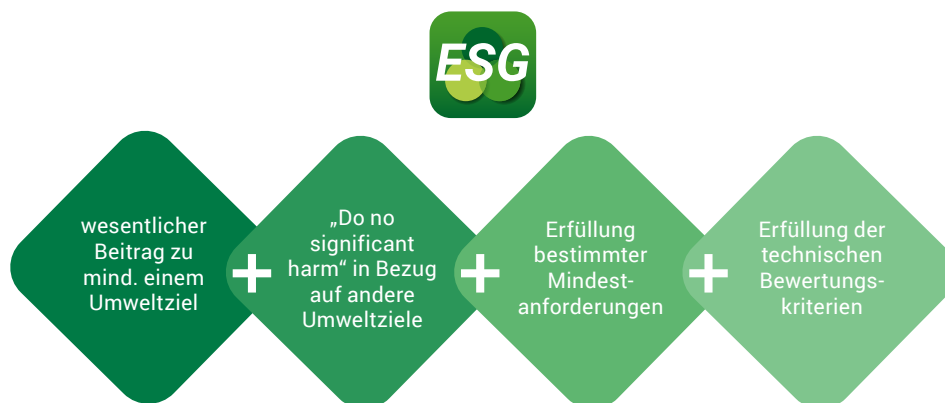 ESG
wesentlicher
Beitrag zu
mind. einem
Umweltziel
+
„Do no
significant
harm“ in Bezug
auf andere
Umweltziele
+
Erfüllung
bestimmter
Mindest-
anforderungen
+
Erfüllung der
technischen
Bewertungs-
kriterien